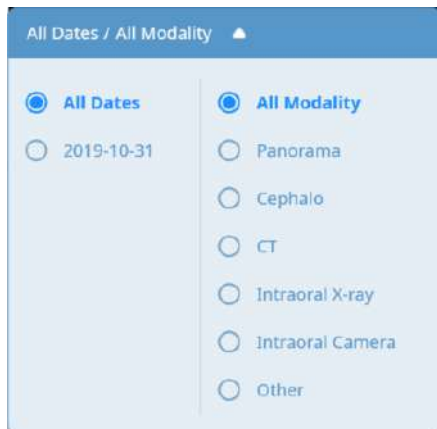 All Dates / All Modality
All Dates
2019-10-31
All Modality
Panorama
Cephalo
CT
Intraoral X-ray
Intraoral Camera
Other